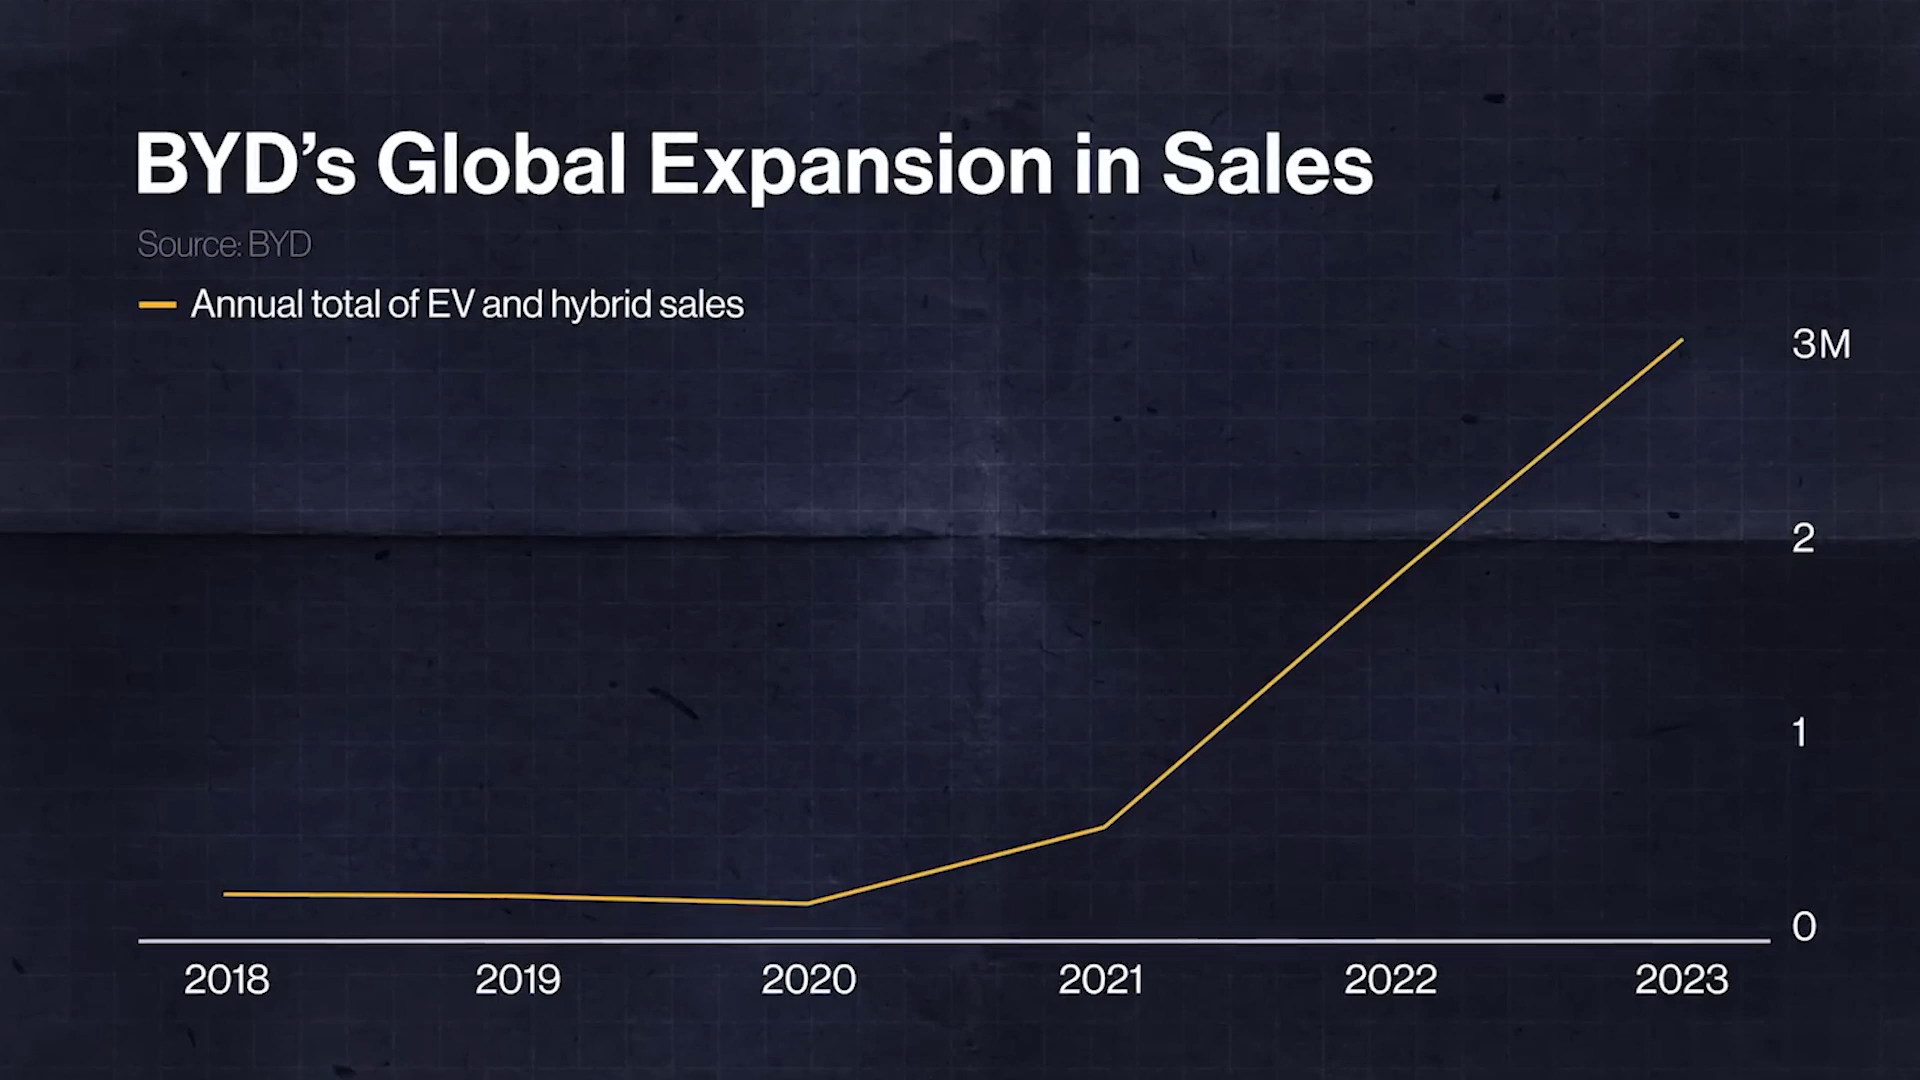 BYD’s Global Expansion in Sales
Source: BYD
Annual total of EV and hybrid sales
3M
2
1
0
2018 2019 2020 2021 2022 2023